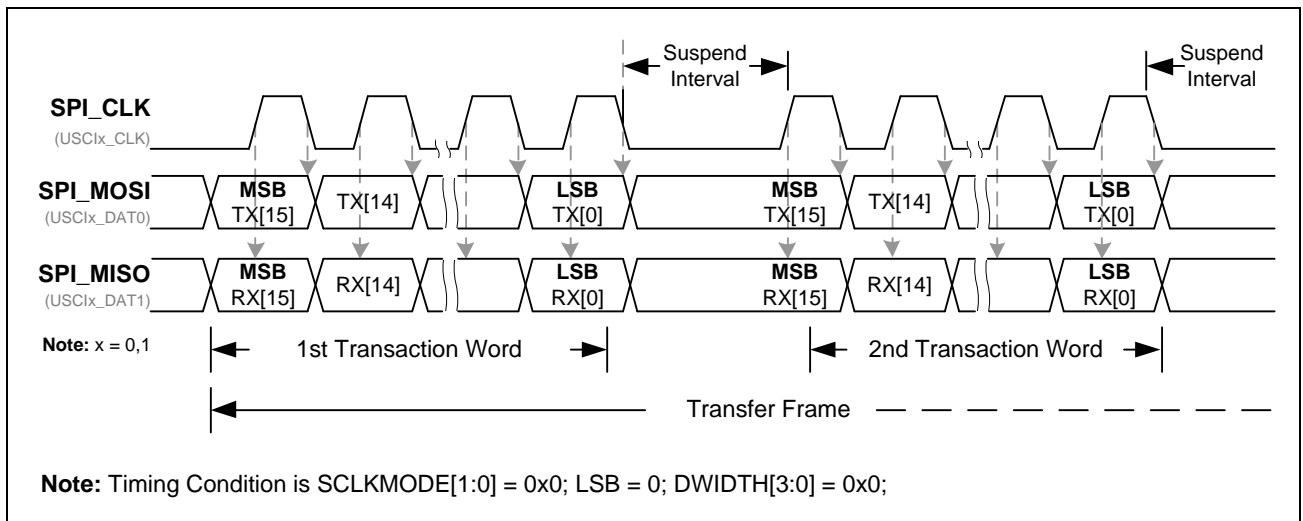 Suspend
Interval
Suspend
Interval
SPI_CLK
(USCIx_CLK)
SPI_MOSI
(USCIx_DAT0)
MSB
TX[15]
TX[14]
LSB
TX[0]
MSB
TX[15]
TX[14]
LSB
TX[0]
SPI_MISO
(USCIx_DAT1)
MSB
RX[15]
RX[14]
LSB
RX[0]
MSB
RX[15]
RX[14]
LSB
RX[0]
Note: x = 0,1
1st Transaction Word
2nd Transaction Word
Transfer Frame
Note: Timing Condition is SCLKMODE[1:0] = 0x0; LSB = 0; DWIDTH[3:0] = 0x0;